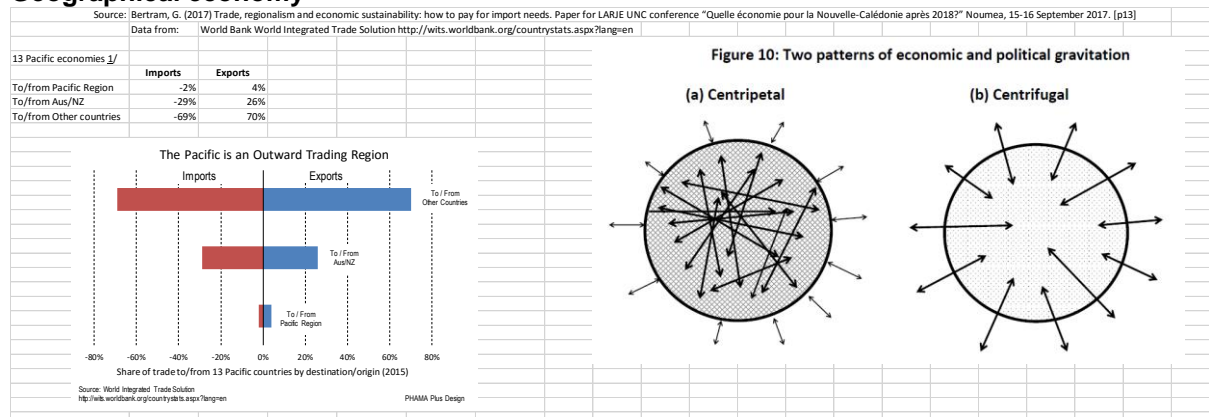 Geographical economy
Source: Bertram, G. (2017) Trade, regionalism and economic sustainability: how to pay for import needs. Paper for LARJE UNC conference “Quelle économie pour la Nouvelle-Calédonie après 2018?” Noumea, 15-16 September 2017. [p13]
Data from: World Bank World Integrated Trade Solution http://wits.worldbank.org/countrystats.aspx?lang=en
13 Pacific economies 1/
Imports Exports
To/from Pacific Region -2% 4%
To/from Aus/NZ -29% 26%
To/from Other countries -69% 70%
The Pacific is an Outward Trading Region
Imports Exports
To / From
Other Countries
To / From
Aus/NZ
To / From
Pacific Region
-80% -60% -40% -20% 0% 20% 40% 60% 80%
Share of trade to/from 13 Pacific countries by destination/origin (2015)
Source: World Integrated Trade Solution
http://wits.worldbank.org/countrystats.aspx?lang=en PHAMA Plus Design
Figure 10: Two patterns of economic and political gravitation
(a) Centripetal (b) Centrifugal